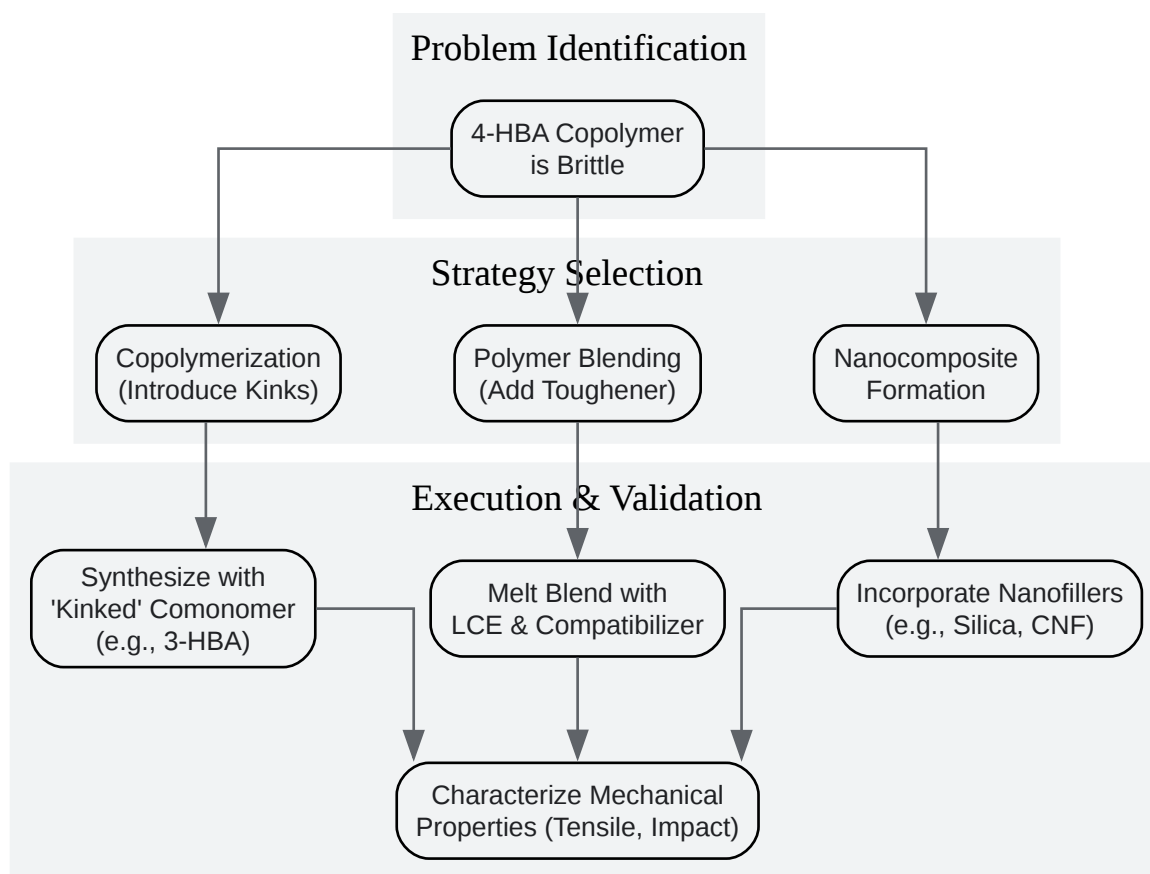 Problem Identification
4-HBA Copolymer
is Brittle
Strategy Selection
Copolymerization
(Introduce Kinks)
Polymer Blending
(Add Toughener)
Nanocomposite
Formation
Execution & Validation
Synthesize with
'Kinked' Comonomer
(e.g., 3-HBA)
Melt Blend with
LCE & Compatibilizer
Incorporate Nanofillers
(e.g., Silica, CNF)
Characterize Mechanical
Properties (Tensile, Impact)